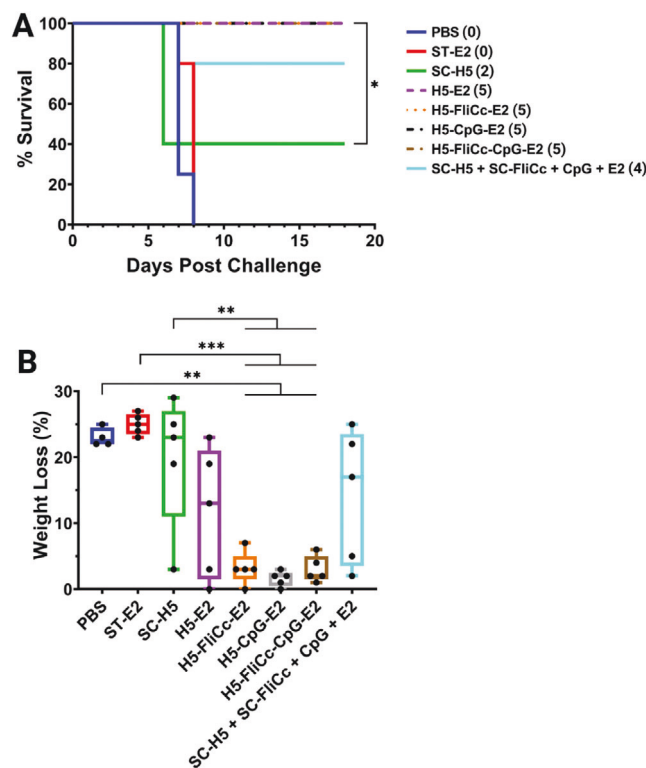 A
% Survival
100
80
60
40
20
0
0
5
10
15
20
Days Post Challenge
*
PBS (0)
ST-E2 (0)
SC-H5 (2)
H5-E2 (5)
H5-FliCc-E2 (5)
H5-CpG-E2 (5)
H5-FliCc-CpG-E2 (5)
SC-H5 + SC-FliCc + CpG + E2 (4)
B
**
***
**
Weight Loss (%)
30
20
10
0
PBS
ST-E2
SC-H5
H5-E2
H5-FliCc-E2
H5-CpG-E2
H5-FliCc-CpG-E2
SC-H5 + SC-FliCc + CpG + E2